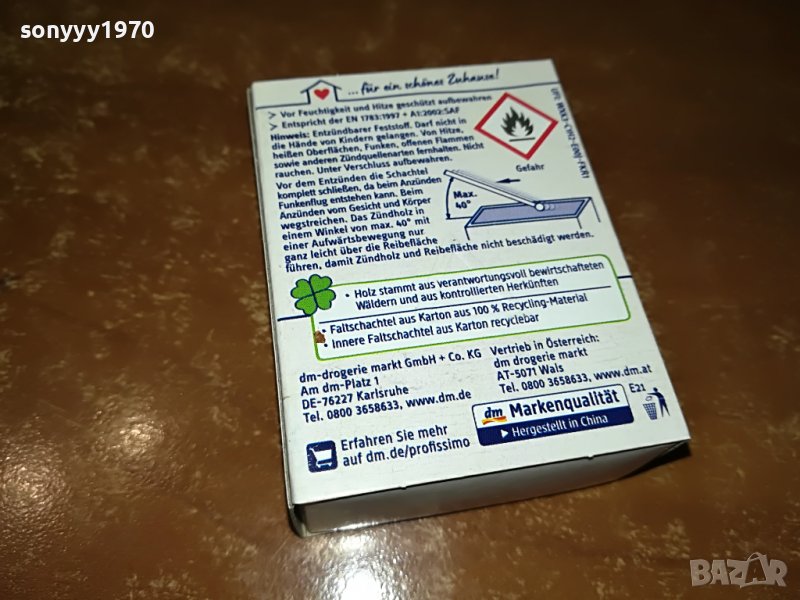 sonyyy1970
...für ein schönes Zuhause!
> Vor Feuchtigkeit und Hitze geschützt aufbewahren
> Entspricht der EN 1783:1997 + A1:2002:SAF
Hinweis: Entzündbarer Feststoff. Darf nicht in
die Hände von Kindern gelangen. Von Hitze,
heißen Oberflächen, Funken, offenen Flammen
sowie anderen Zündquellenarten fernhalten. Nicht
rauchen. Unter Verschluss aufbewahren.
Gefahr
Vor dem Entzünden die Schachtel
komplett schließen, da beim Anzünden
Funkenflug entstehen kann. Beim
Anzünden vom Gesicht und Körper
wegstreichen. Das Zündholz in
einem Winkel von max. 40° mit
einer Aufwärtsbewegung nur
ganz leicht über die Reibefläche
führen, damit Zündholz und Reibefläche nicht beschädigt werden.
Max.
40°
• Holz stammt aus verantwortungsvoll bewirtschafteten
Wäldern und aus kontrollierten Herkünften
• Faltschachtel aus Karton aus 100 % Recycling-Material
• Innere Faltschachtel aus Karton recyclebar
dm-drogerie markt GmbH + Co. KG
Am dm-Platz 1
DE-76227 Karlsruhe
Tel. 0800 3658633, www.dm.de
Vertrieb in Österreich:
dm drogerie markt
AT-5071 Wals
Tel. 0800 3658633, www.dm.at
Erfahren Sie mehr
auf dm.de/profissimo
dm Markenqualität
Hergestellt in China
E21
BAZAR